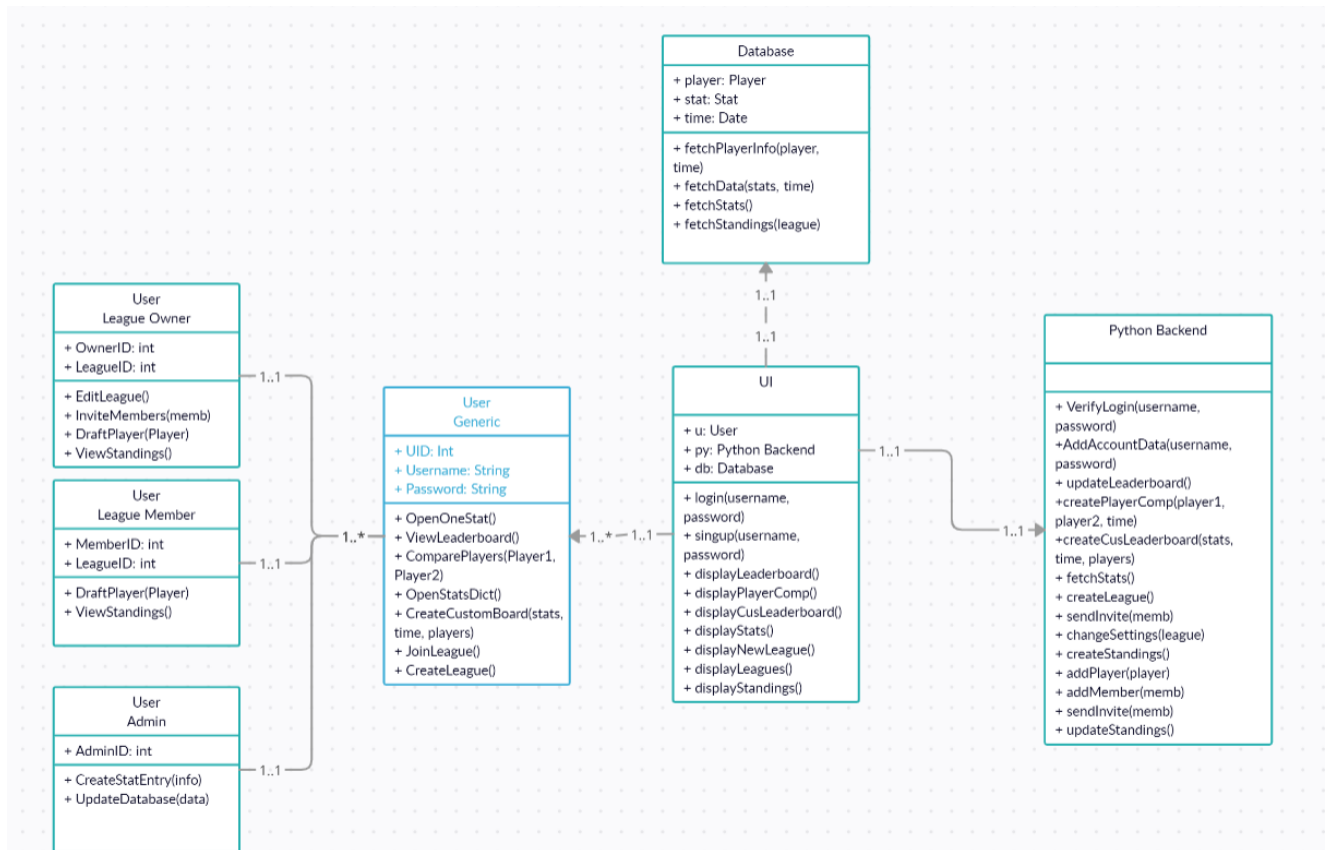 Database
+ player: Player
+ stat: Stat
+ time: Date
+ fetchPlayerInfo(player,
time)
+ fetchData(stats, time)
+ fetchStats()
+ fetchStandings(league)
1..1
1..1
User
League Owner
+ OwnerID: int
+ LeagueID: int
+ EditLeague()
+ InviteMembers(memb)
+ DraftPlayer(Player)
+ ViewStandings()
1..1
User
League Member
+ MemberID: int
+ LeagueID: int
+ DraftPlayer(Player)
+ ViewStandings()
1..1
User
Admin
+ AdminID: int
+ CreateStatEntry(info)
+ UpdateDatabase(data)
1..1
1..*
User
Generic
+ UID: Int
+ Username: String
+ Password: String
+ OpenOneStat()
+ ViewLeaderboard()
+ ComparePlayers(Player1,
Player2)
+ OpenStatsDict()
+ CreateCustomBoard(stats,
time, players)
+ JoinLeague()
+ CreateLeague()
1..*
1..1
UI
+ u: User
+ py: Python Backend
+ db: Database
+ login(username,
password)
+ singup(username,
password)
+ displayLeaderboard()
+ displayPlayerComp()
+ displayCusLeaderboard()
+ displayStats()
+ displayNewLeague()
+ displayLeagues()
+ displayStandings()
1..1
1..1
Python Backend
+ VerifyLogin(username,
password)
+AddAccountData(username,
password)
+ updateLeaderboard()
+createPlayerComp(player1,
player2, time)
+createCusLeaderboard(stats,
time, players)
+ fetchStats()
+ createLeague()
+ sendInvite(memb)
+ changeSettings(league)
+ createStandings()
+ addPlayer(player)
+ addMember(memb)
+ sendInvite(memb)
+ updateStandings()